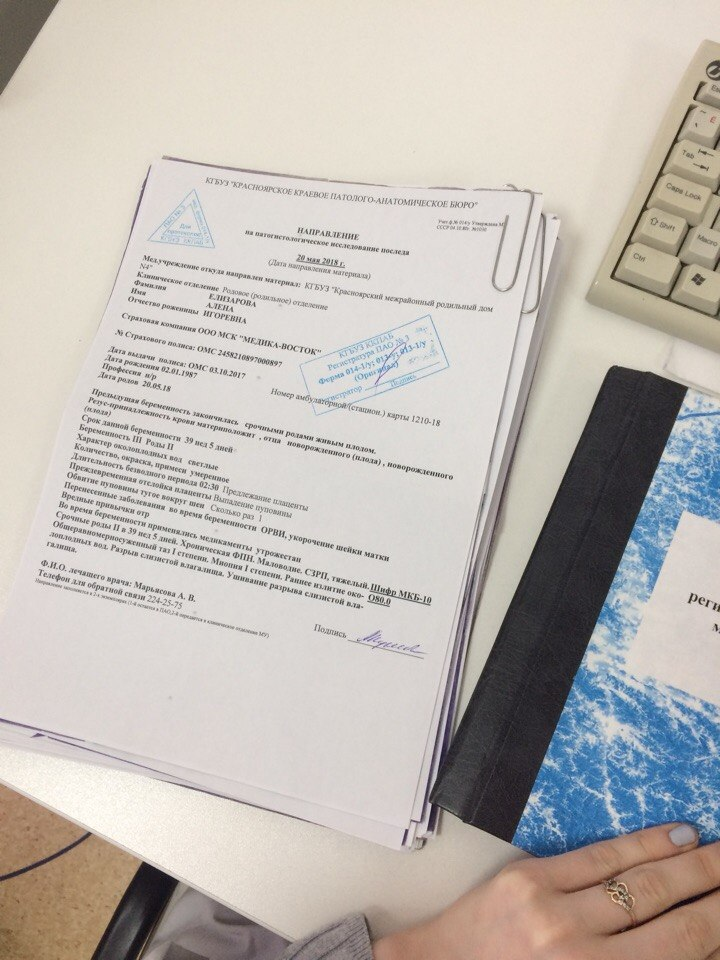 КГБУЗ "КРАСНОЯРСКОЕ КРАЕВОЕ ПАТОЛОГО-АНАТОМИЧЕСКОЕ БЮРО"
Учет.ф № 014/у Утверждена М
СССР 04.10.80г. №1030
НАПРАВЛЕНИЕ
на патогистологическое исследование последа
20 мая 2018 г.
(Дата направления материала)
Мед.учреждение откуда направлен материал: КГБУЗ "Красноярский межрайонный родильный дом
N4"
Клиническое отделение Родовое (родильное) отделение
Фамилия ЕЛИЗАРОВА
Имя АЛЕНА
Отчество роженицы ИГОРЕВНА
Страховая компания ООО МСК "МЕДИКА-ВОСТОК"
№ Страхового полиса: ОМС 2458210897000897
Дата выдачи полиса: ОМС 03.10.2017
Дата рождения 02.01.1987
Профессия н/р
Дата родов 20.05.18
КГБУЗ ККПАБ
Регистратура ПАО № 3
Форма 014-1/у; 013/у; 013-1/у
(Оригинал)
Регистратор
Подпись
Номер амбулаторной/(стацион.) карты 1210-18
Предыдущая беременность закончилась срочными родами живым плодом.
Резус-принадлежность крови материположит , отца новорожденного (плода) , новорожденного
(плода)
Срок данной беременности 39 нед 5 дней
Беременность III Роды II
Характер околоплодных вод светлые
Количество, окраска, примеси умеренное
Длительность безводного периода 02:30 Предлежание плаценты
Преждевременная отслойка плаценты Выпадение пуповины
Обвитие пуповины тугое вокруг шеи Сколько раз 1
Перенесенные заболевания во время беременности ОРВИ, укорочение шейки матки
Вредные привычки отр
Во время беременности применялись медикаменты утрожестан
Срочные роды II в 39 нед 5 дней. Хроническая ФПН. Маловодие. СЗРП, тяжелый. Шифр МКБ-10
Общеравномерносуженный таз I степени. Миопия I степени. Раннее излитие око- O80.0
лоплодных вод. Разрыв слизистой влагалища. Ушивание разрыва слизистой вла-
галища.
Ф.И.О. лечащего врача: Марьясова А. В.
Телефон для обратной связи 224-25-75
Направление заполняется в 2-х экземплярах (1-й остается в ПАО,2-й передается в клиническое отделение МУ)
Подпись
Tab
Caps Lock
Shift
Ctrl
Macro